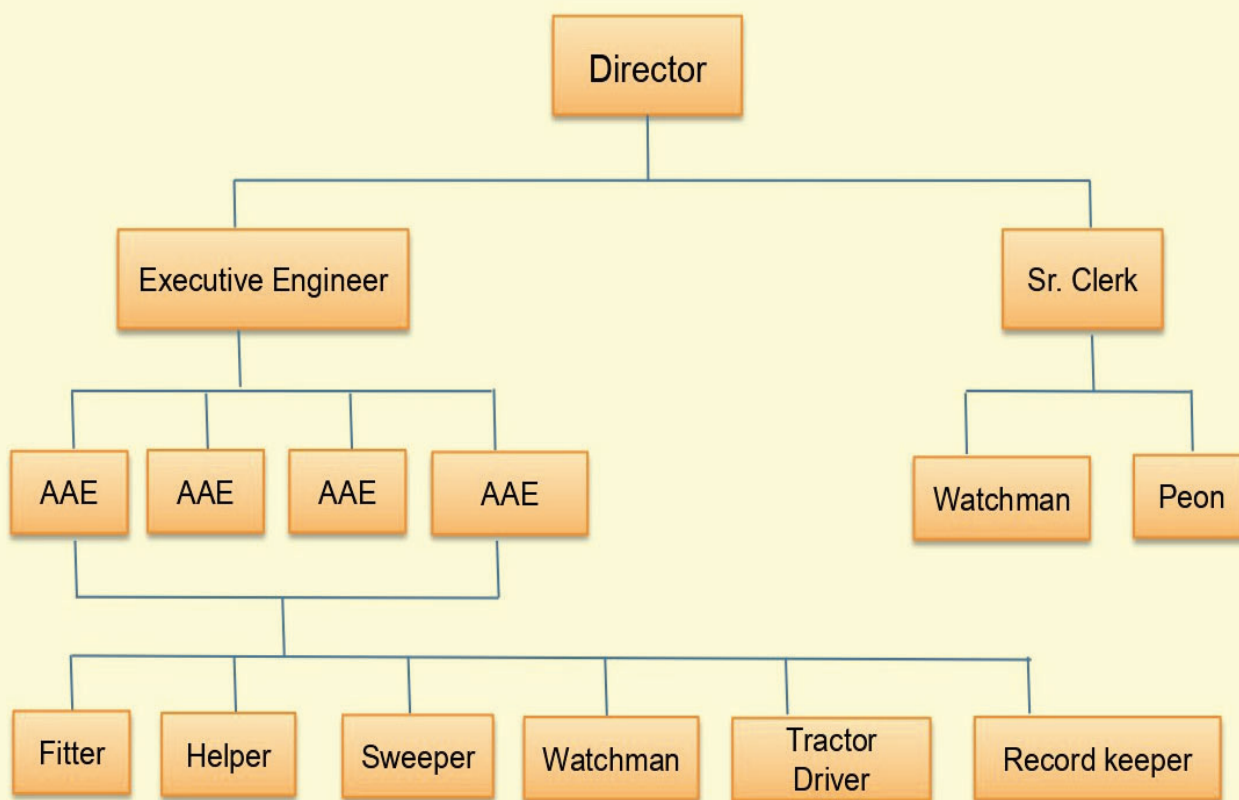 Director
Executive Engineer
Sr. Clerk
AAE
AAE
AAE
AAE
Watchman
Peon
Fitter
Helper
Sweeper
Watchman
Tractor
Driver
Record keeper